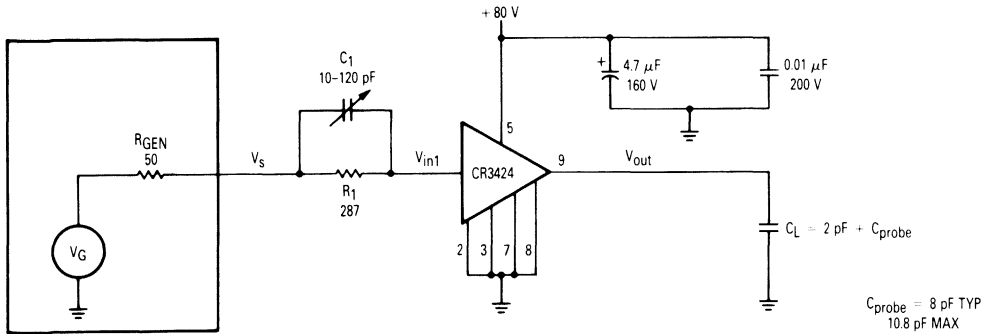 + 80 V
C1
10-120 pF
+ 4.7 µF
160 V
0.01 µF
200 V
5
RGEN
50
Vs
Vin1
CR3424
9
Vout
R1
287
VG
2 3 7 8
CL = 2 pF + Cprobe
Cprobe = 8 pF TYP
10.8 pF MAX